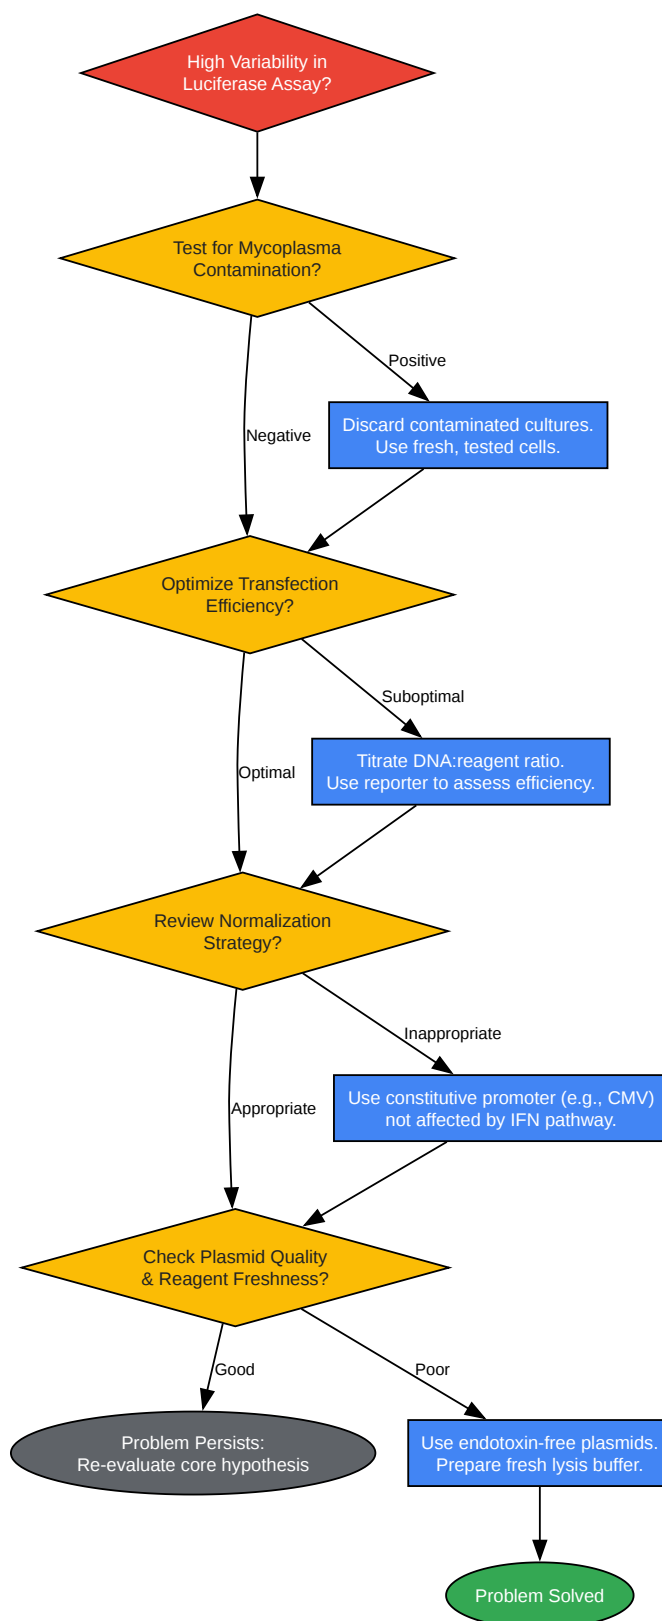 High Variability in
Luciferase Assay?
Test for Mycoplasma
Contamination?
Positive
Discard contaminated cultures.
Use fresh, tested cells.
Negative
Optimize Transfection
Efficiency?
Suboptimal
Titrate DNA:reagent ratio.
Use reporter to assess efficiency.
Optimal
Review Normalization
Strategy?
Inappropriate
Use constitutive promoter (e.g., CMV)
not affected by IFN pathway.
Appropriate
Check Plasmid Quality
& Reagent Freshness?
Good
Poor
Problem Persists:
Re-evaluate core hypothesis
Use endotoxin-free plasmids.
Prepare fresh lysis buffer.
Problem Solved